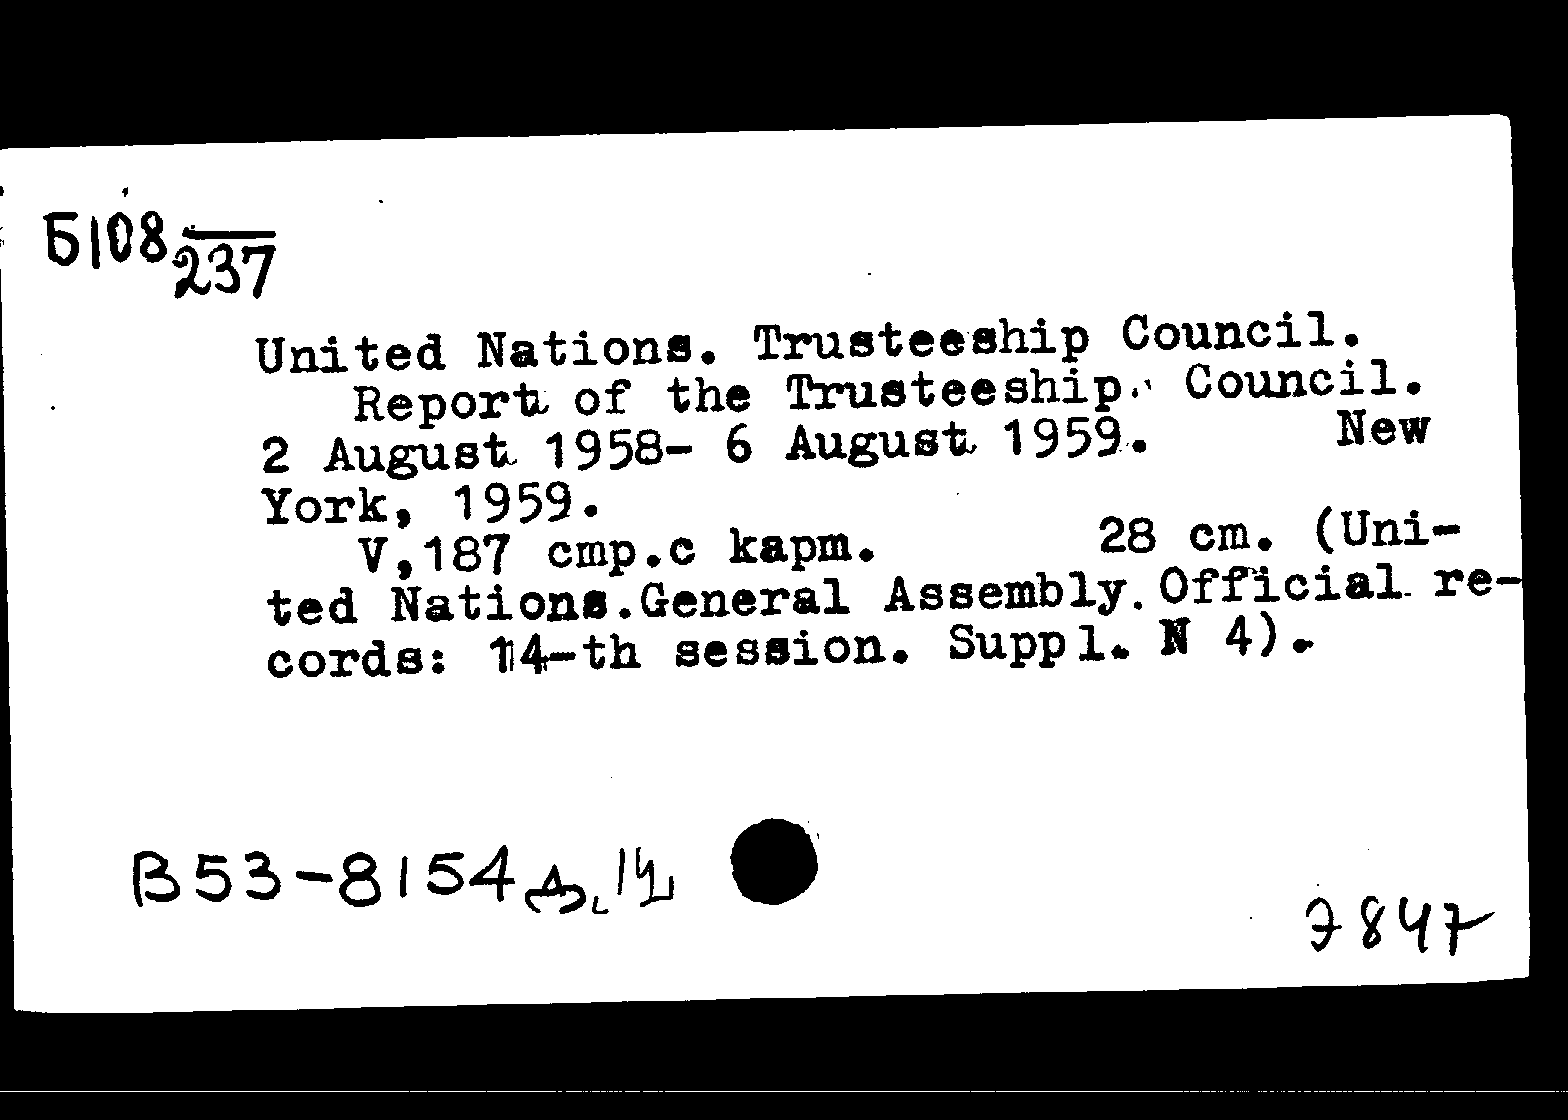 Б108 237
United Nations. Trusteeship Council.
Report of the Trusteeship Council.
2 August 1958- 6 August 1959. New
York, 1959.
V,187 cmp.c kapm. 28 cm. (Uni-
ted Nations.General Assembly.Official re-
cords: 14-th session. Suppl. N 4).
B53-8154
7847